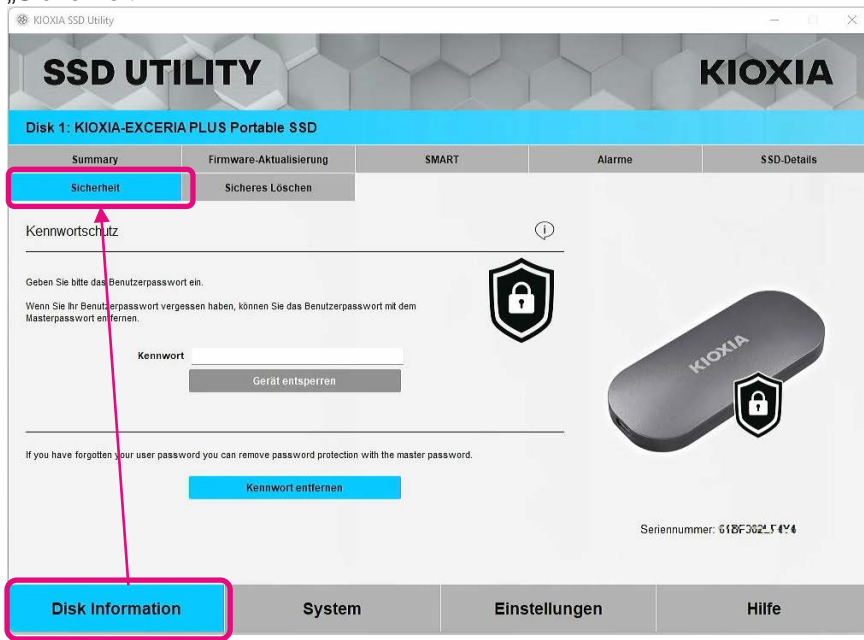 KIOXIA SSD Utility
SSD UTILITY
KIOXIA
Disk 1: KIOXIA-EXCERIA PLUS Portable SSD
Summary Firmware-Aktualisierung SMART Alarme SSD-Details
Sicherheit Sicheres Löschen
Kennwortschutz
Geben Sie bitte das Benutzerpasswort ein.
Wenn Sie Ihr Benutzerpasswort vergessen haben, können Sie das Benutzerpasswort mit dem
Masterpasswort entfernen.
Kennwort
Gerät entsperren
KIOXIA
If you have forgotten your user password you can remove password protection with the master password.
Kennwort entfernen
Seriennummer:
Disk Information System Einstellungen Hilfe